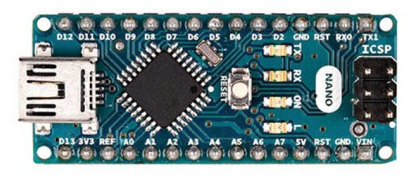 D12 D11 D10 D9 D8 D7 D6 D5 D4 D3 D2 GND RST RX0 TX1
TX
RX
ON
RESET
NANO
ICSP
D13 3V3 REF A0 A1 A2 A3 A4 A5 A6 A7 5V RST GND VIN